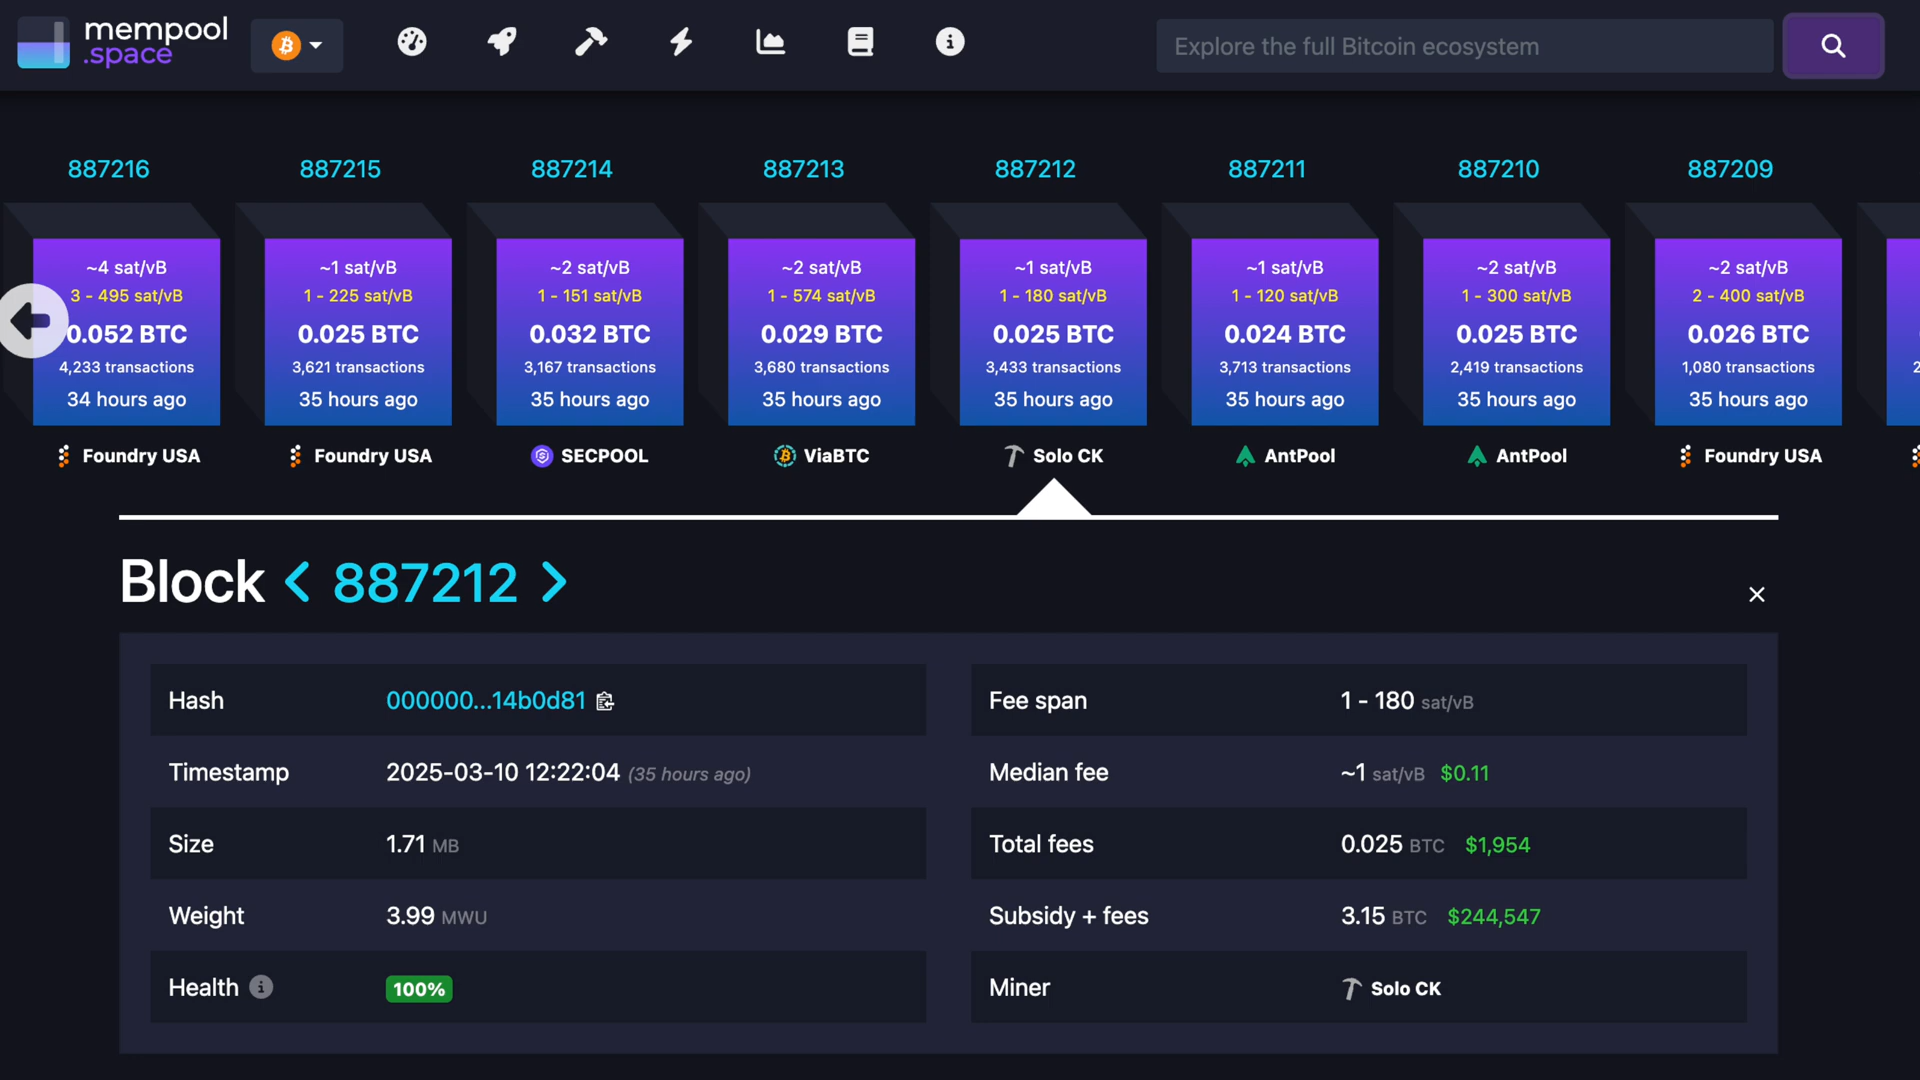 mempool
.space
Explore the full Bitcoin ecosystem
887216
887215
887214
887213
887212
887211
887210
887209
~4 sat/vB
3 - 495 sat/vB
0.052 BTC
4,233 transactions
34 hours ago
Foundry USA
~1 sat/vB
1 - 225 sat/vB
0.025 BTC
3,621 transactions
35 hours ago
Foundry USA
~2 sat/vB
1 - 151 sat/vB
0.032 BTC
3,167 transactions
35 hours ago
SECPOOL
~2 sat/vB
1 - 574 sat/vB
0.029 BTC
3,680 transactions
35 hours ago
ViaBTC
~1 sat/vB
1 - 180 sat/vB
0.025 BTC
3,433 transactions
35 hours ago
Solo CK
~1 sat/vB
1 - 120 sat/vB
0.024 BTC
3,713 transactions
35 hours ago
AntPool
~2 sat/vB
1 - 300 sat/vB
0.025 BTC
2,419 transactions
35 hours ago
AntPool
~2 sat/vB
2 - 400 sat/vB
0.026 BTC
1,080 transactions
35 hours ago
Foundry USA
2
Block < 887212 >
Hash 000000...14b0d81
Timestamp 2025-03-10 12:22:04 (35 hours ago)
Size 1.71 MB
Weight 3.99 MWU
Health 100%
Fee span 1 - 180 sat/vB
Median fee ~1 sat/vB $0.11
Total fees 0.025 BTC $1,954
Subsidy + fees 3.15 BTC $244,547
Miner Solo CK